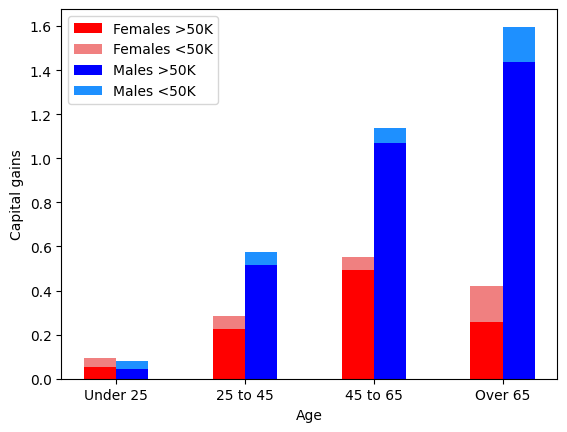 Females >50K
Females <50K
Males >50K
Males <50K
1.6
1.4
1.2
1.0
0.8
0.6
0.4
0.2
0.0
Capital gains
Under 25
25 to 45
45 to 65
Over 65
Age